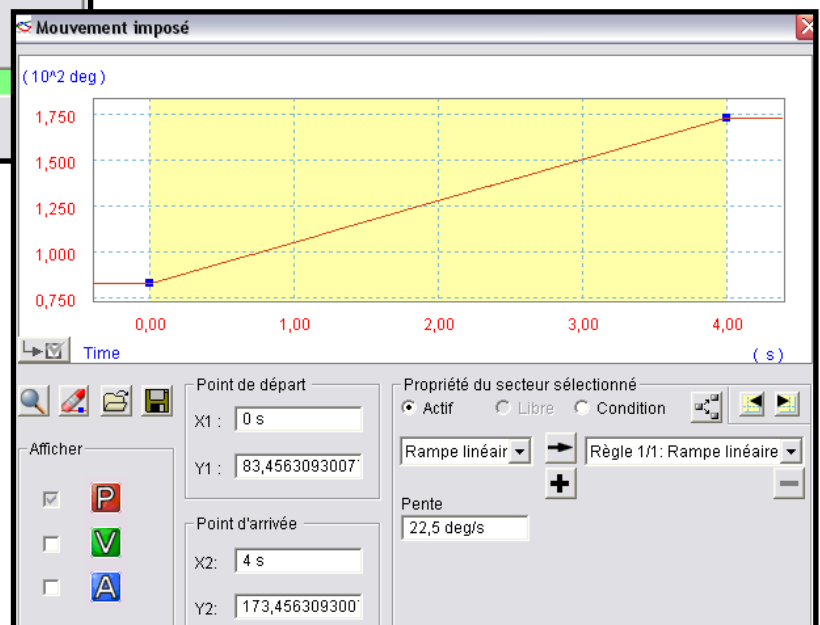 Mouvement imposé
(10^2 deg)
1,750
1,500
1,250
1,000
0,750
0,00 1,00 2,00 3,00 4,00
Time (s)
Point de départ
X1 : 0 s
Y1 : 83,4563093007
Point d'arrivée
X2: 4 s
Y2: 173,456309300
Propriété du secteur sélectionné
Actif Libre Condition
Rampe linéair Règle 1/1: Rampe linéaire
Pente
22,5 deg/s
Afficher
P
V
A